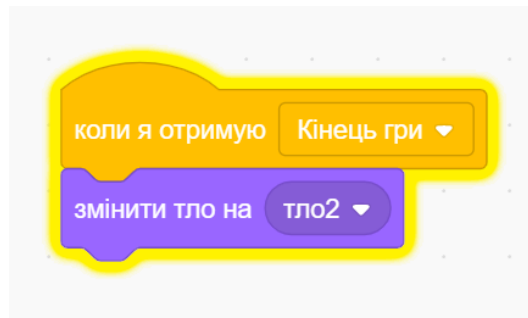 коли я отримую Кінець гри
змінити тло на тло2